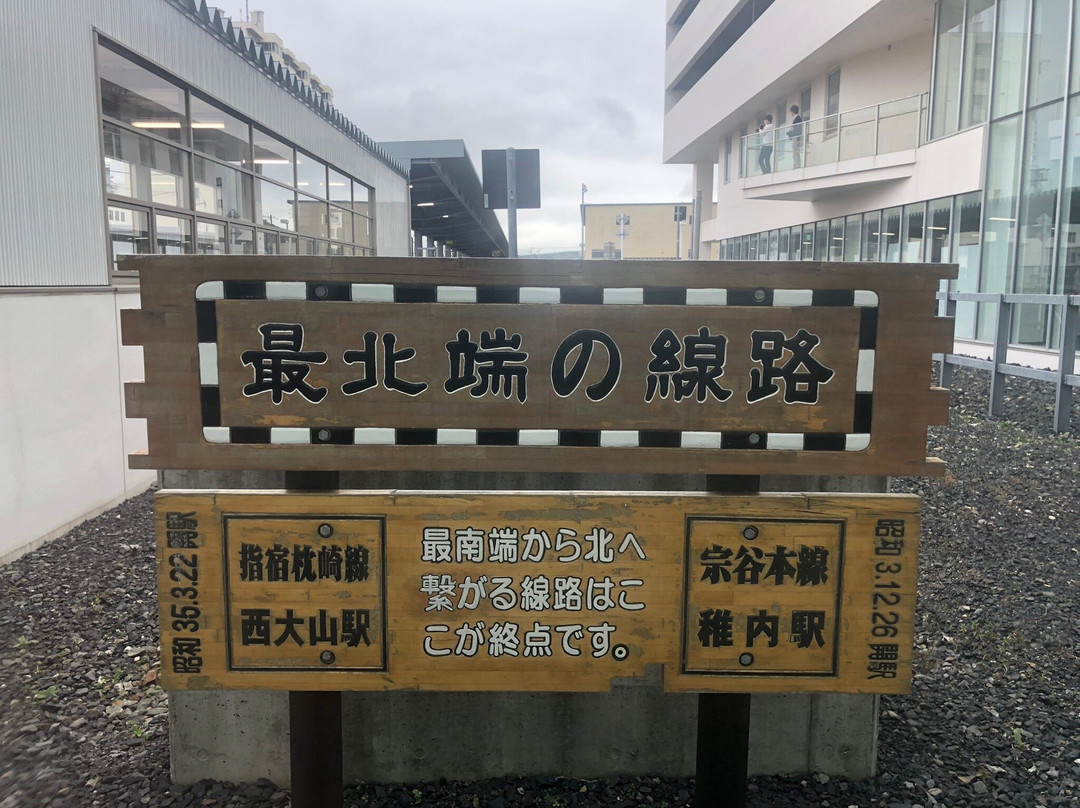 最北端の線路
昭和35.3.22開駅
指宿枕崎線
西大山駅
最南端から北へ
繋がる線路はこ
こが終点です。
宗谷本線
稚内駅
昭和3.12.26開駅